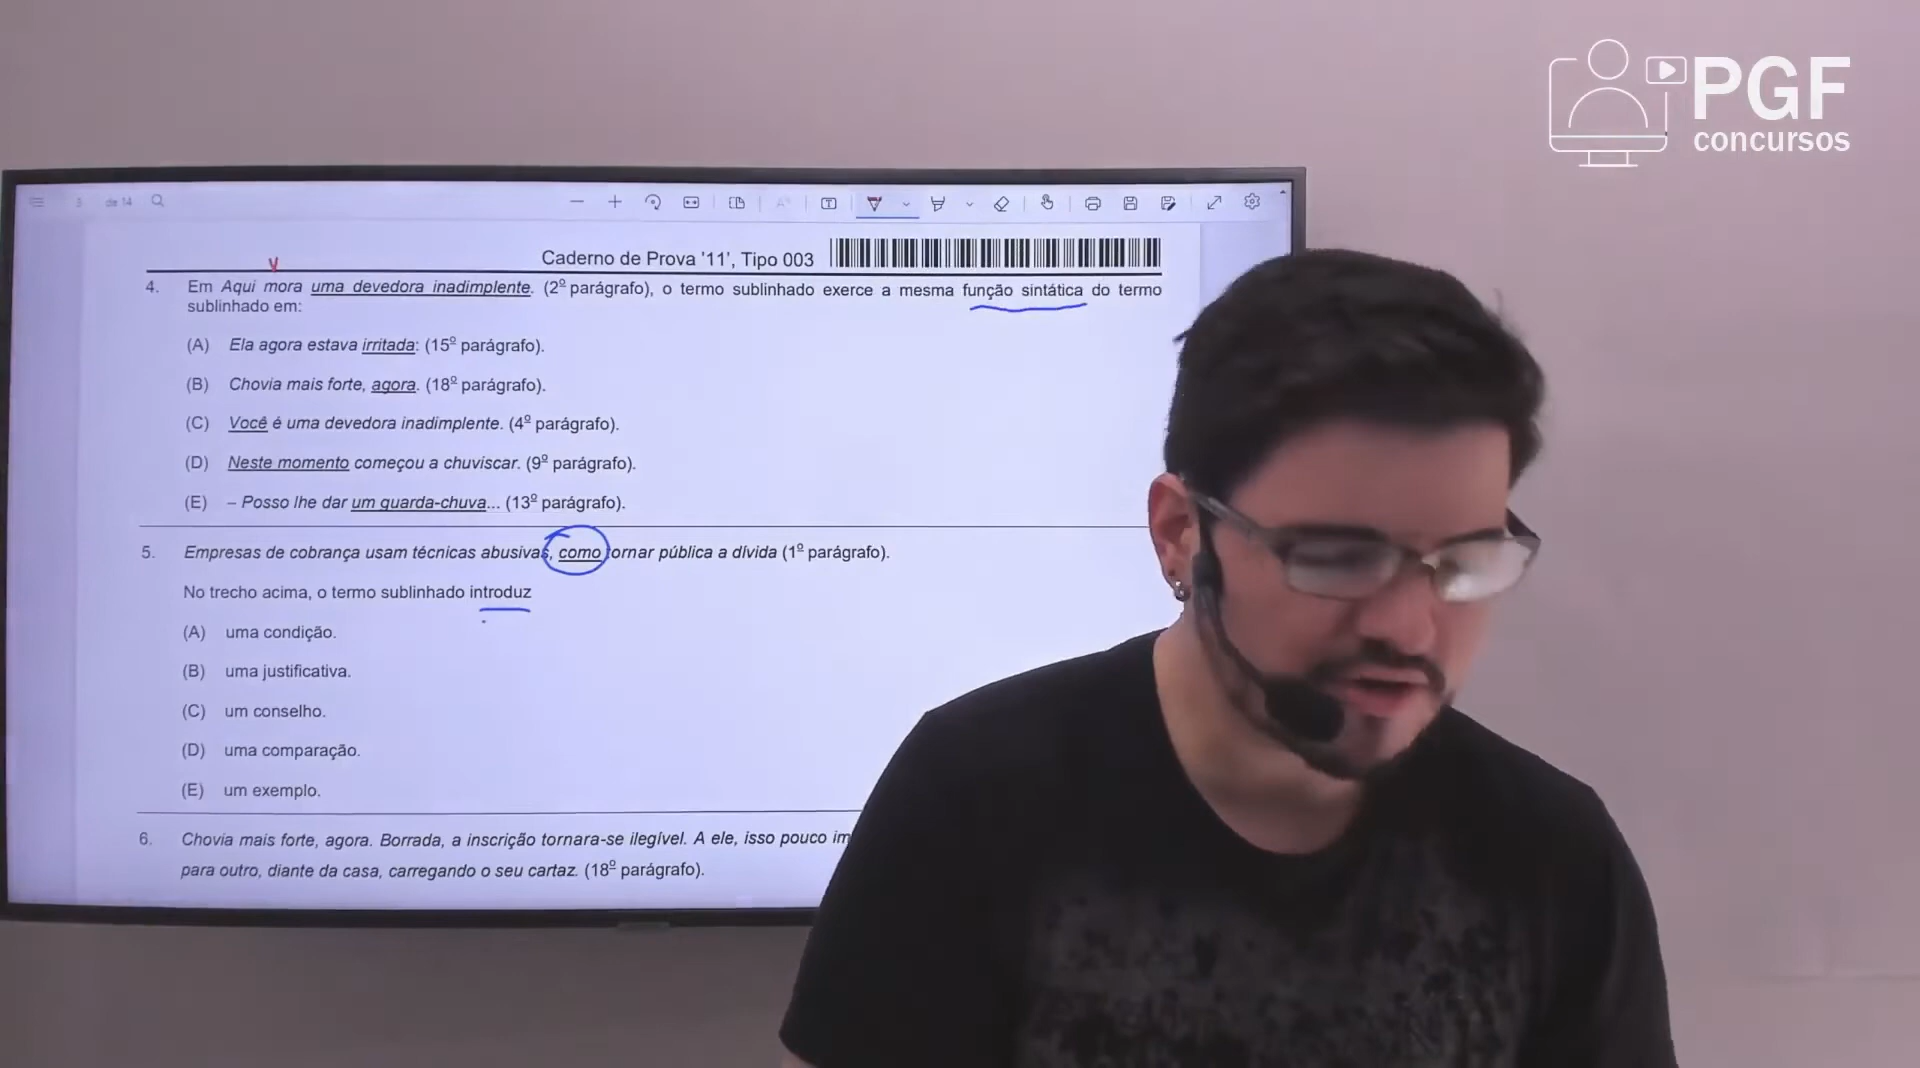 PGF
concursos
de 14
Caderno de Prova '11', Tipo 003
4. Em Aqui mora uma devedora inadimplente. (2º parágrafo), o termo sublinhado exerce a mesma função sintática do termo
sublinhado em:
(A) Ela agora estava irritada: (15º parágrafo).
(B) Chovia mais forte, agora. (18º parágrafo).
(C) Você é uma devedora inadimplente. (4º parágrafo).
(D) Neste momento começou a chuviscar. (9º parágrafo).
(E) – Posso lhe dar um guarda-chuva... (13º parágrafo).
5. Empresas de cobrança usam técnicas abusivas, como tornar pública a dívida (1º parágrafo).
No trecho acima, o termo sublinhado introduz
(A) uma condição.
(B) uma justificativa.
(C) um conselho.
(D) uma comparação.
(E) um exemplo.
6. Chovia mais forte, agora. Borrada, a inscrição tornara-se ilegível. A ele, isso pouco im
para outro, diante da casa, carregando o seu cartaz. (18º parágrafo).